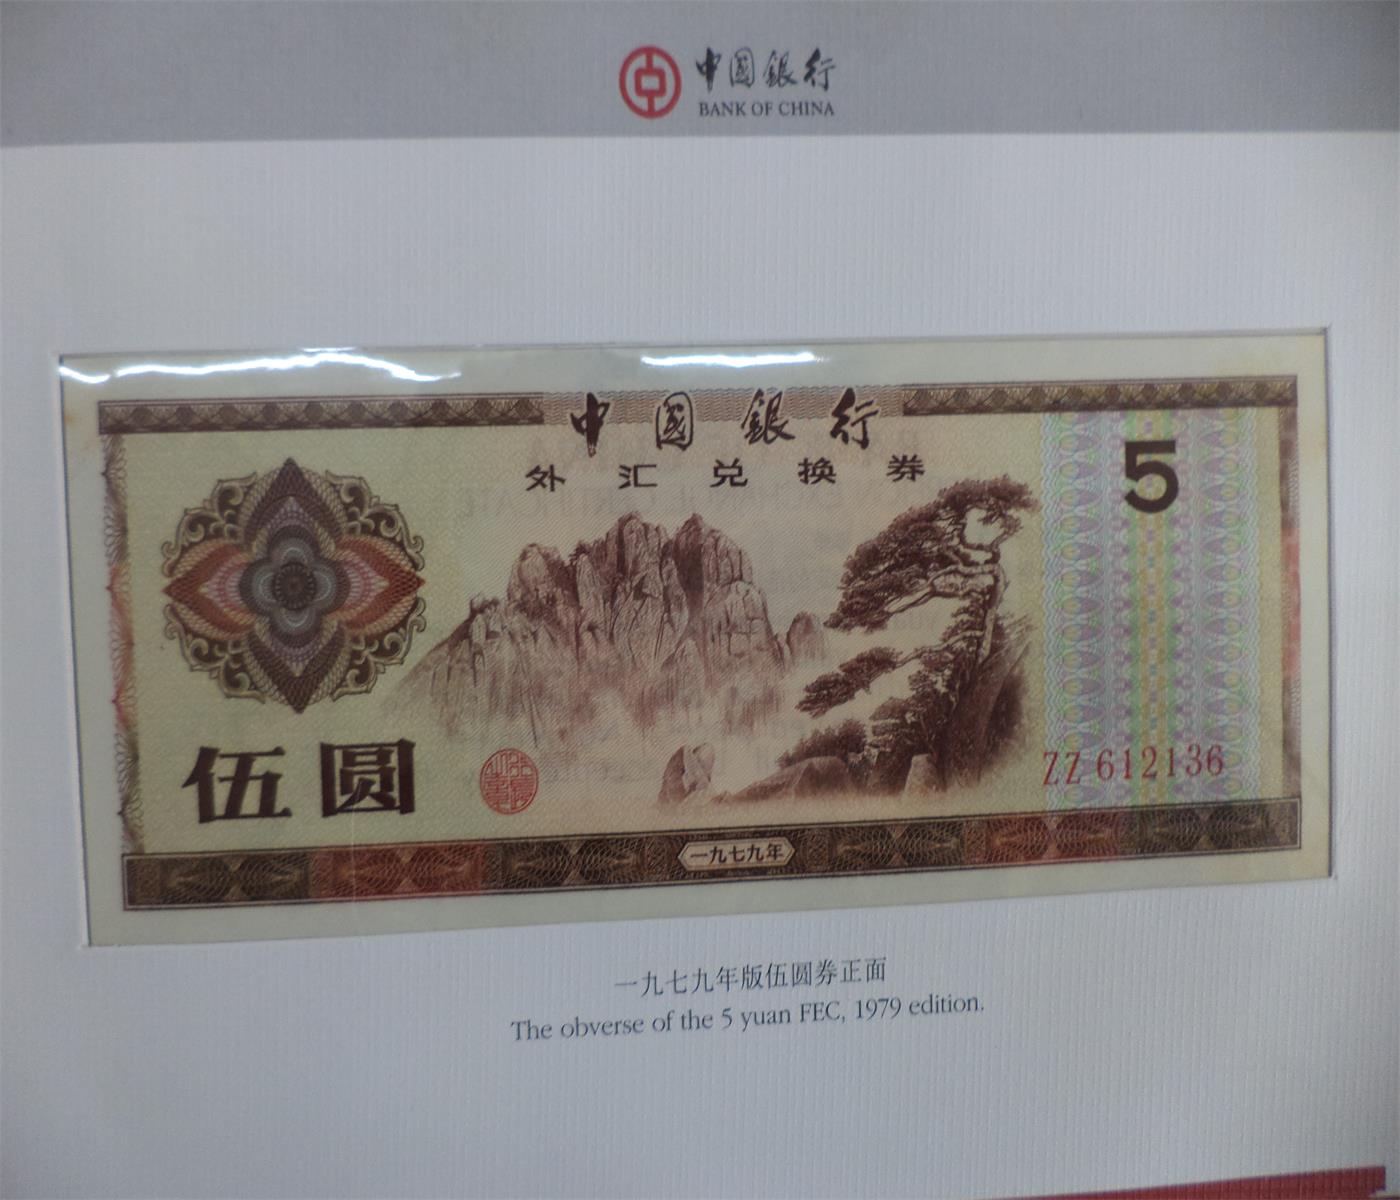 中国銀行
BANK OF CHINA
中国銀行
外汇兑换券
5
伍圆
ZZ 612136
一九七九年
一九七九年版伍圆券正面
The obverse of the 5 yuan FEC, 1979 edition.